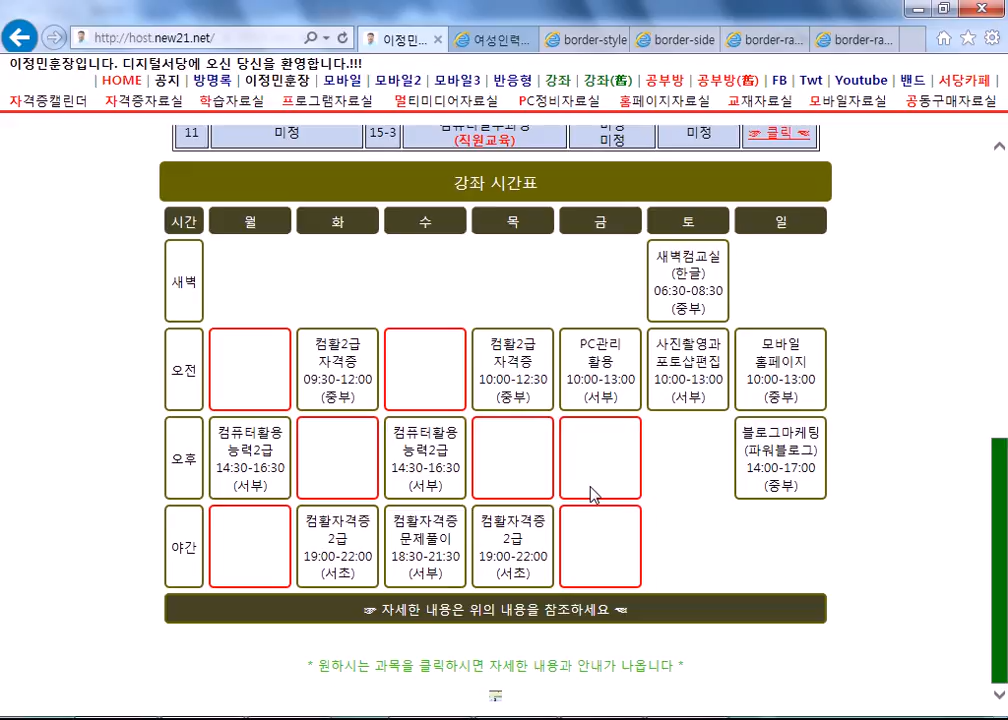 http://host.new21.net/
이정민...
여성인력...
border-style
border-side
border-ra...
border-ra...
이정민훈장입니다. 디지털서당에 오신 당신을 환영합니다.!!!
| HOME | 공지 | 방명록 | 이정민훈장 | 모바일 | 모바일2 | 모바일3 | 반응형 | 강좌 | 강좌(舊) | 공부방 | 공부방(舊) | FB | Twt | Youtube | 밴드 | 서당카페 |
자격증캘린더 자격증자료실 학습자료실 프로그램자료실 멀티미디어자료실 PC정비자료실 홈페이지자료실 교재자료실 모바일자료실 공동구매자료실
11 미정 15-3
(직원교육)
미정
미정
☞ 클릭 ☜
강좌 시간표
시간 월 화 수 목 금 토 일
새벽
새벽컴교실
(한글)
06:30-08:30
(중부)
오전
컴활2급
자격증
09:30-12:00
(중부)
컴활2급
자격증
10:00-12:30
(중부)
PC관리
활용
10:00-13:00
(서부)
사진촬영과
포토샵편집
10:00-13:00
(서부)
모바일
홈페이지
10:00-13:00
(중부)
오후
컴퓨터활용
능력2급
14:30-16:30
(서부)
컴퓨터활용
능력2급
14:30-16:30
(서부)
블로그마케팅
(파워블로그)
14:00-17:00
(중부)
야간
컴활자격증
2급
19:00-22:00
(서초)
컴활자격증
문제풀이
18:30-21:30
(서부)
컴활자격증
2급
19:00-22:00
(서초)
☞ 자세한 내용은 위의 내용을 참조하세요 ☜
* 원하시는 과목을 클릭하시면 자세한 내용과 안내가 나옵니다 *